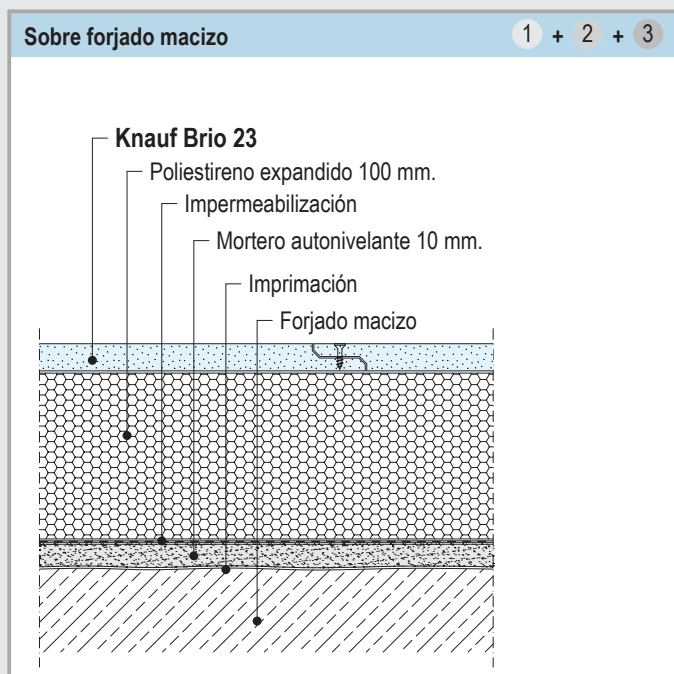 Sobre forjado macizo 1 + 2 + 3
Knauf Brio 23
Poliestireno expandido 100 mm.
Impermeabilización
Mortero autonivelante 10 mm.
Imprimación
Forjado macizo